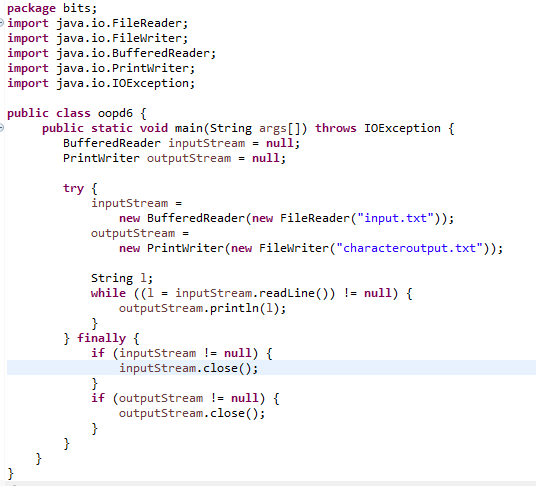 package bits;
import java.io.FileReader;
import java.io.FileWriter;
import java.io.BufferedReader;
import java.io.PrintWriter;
import java.io.IOException;

public class oopd6 {
    public static void main(String args[]) throws IOException {
        BufferedReader inputStream = null;
        PrintWriter outputStream = null;

        try {
            inputStream =
                new BufferedReader(new FileReader("input.txt"));
            outputStream =
                new PrintWriter(new FileWriter("characteroutput.txt"));

            String l;
            while ((l = inputStream.readLine()) != null) {
                outputStream.println(l);
            }
        } finally {
            if (inputStream != null) {
                inputStream.close();
            }
            if (outputStream != null) {
                outputStream.close();
            }
        }
    }
}